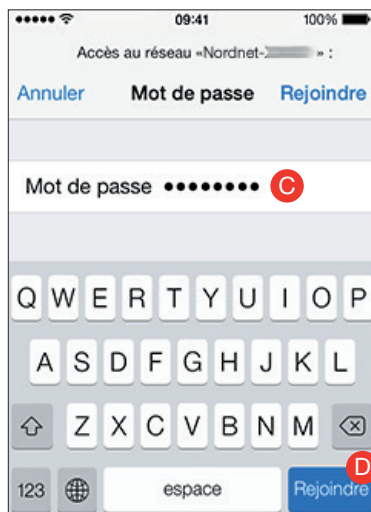 09:41 100%
Accès au réseau «Nordnet- » :
Annuler Mot de passe Rejoindre
Mot de passe •••••••• C
Q W E R T Y U I O P
A S D F G H J K L
Z X C V B N M
D
123 espace Rejoindre